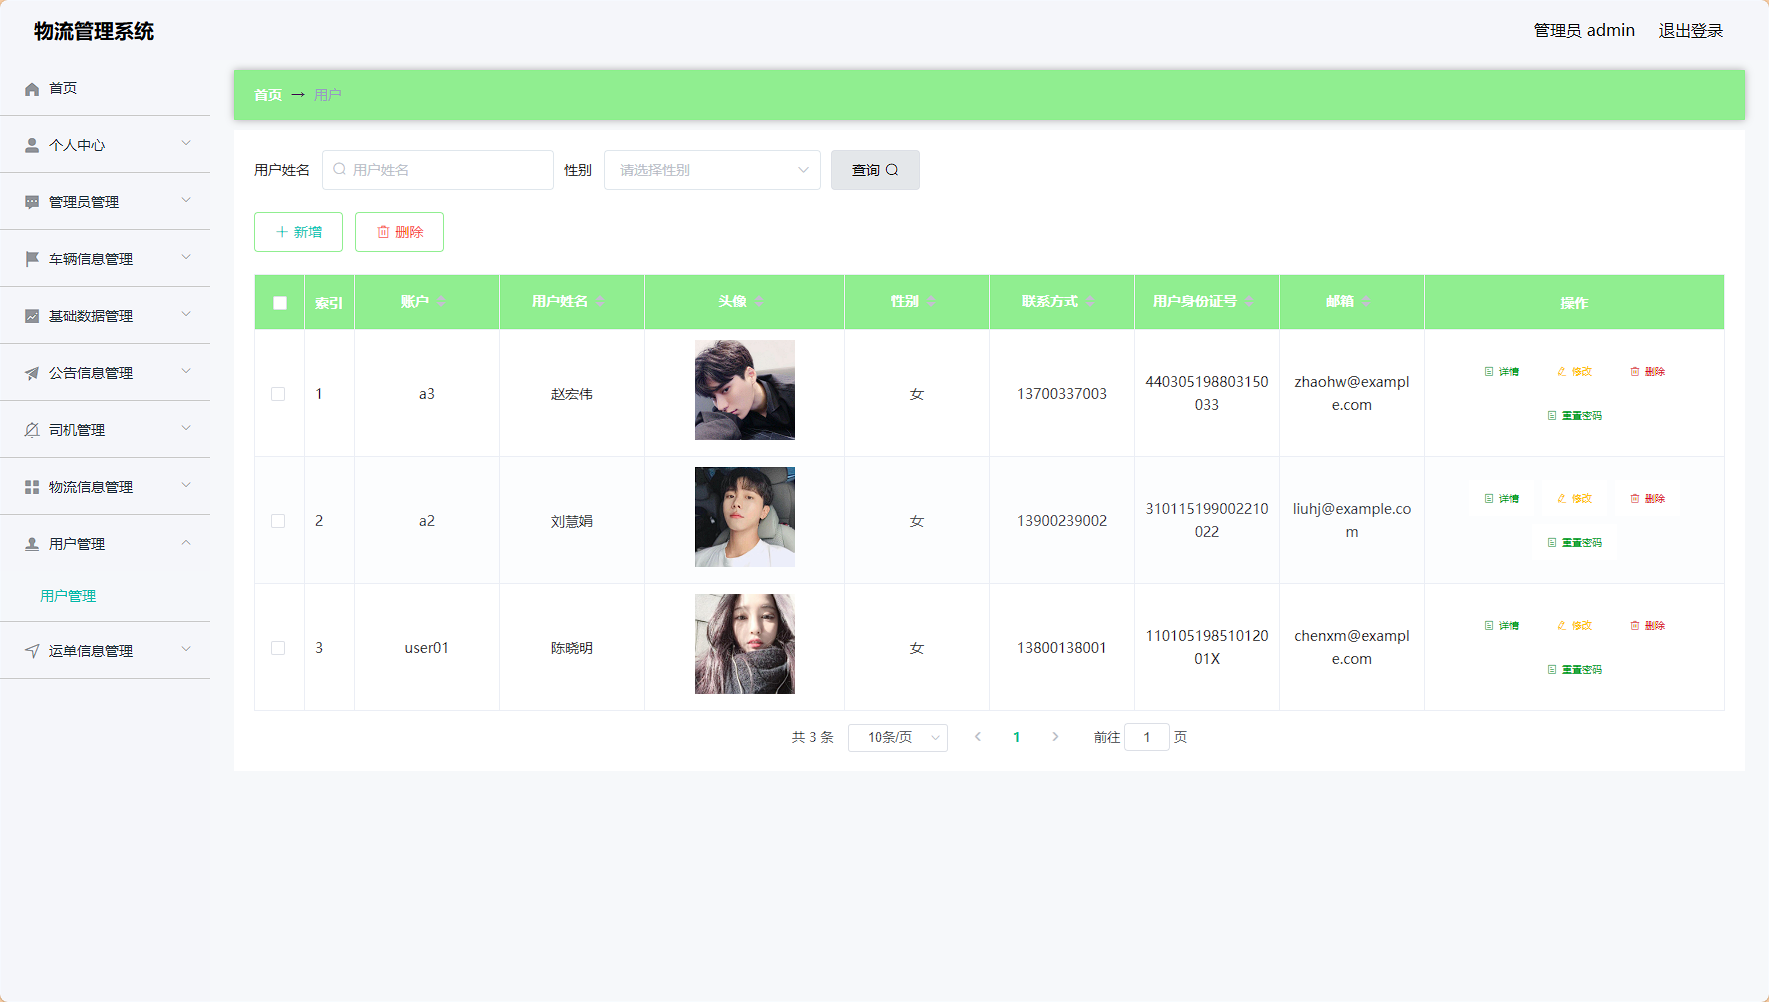 物流管理系统
管理员 admin 退出登录
首页
个人中心
管理员管理
车辆信息管理
基础数据管理
公告信息管理
司机管理
物流信息管理
用户管理
用户管理
运单信息管理
首页 → 用户
用户姓名 用户姓名 性别 请选择性别 查询
新增 删除
索引 账户 用户姓名 头像 性别 联系方式 用户身份证号 邮箱 操作
1 a3 赵宏伟 女 13700337003 440305198803150
033 zhaohw@exampl
e.com 详情 修改 删除
重置密码
2 a2 刘慧娟 女 13900239002 310115199002210
022 liuhj@example.co
m 详情 修改 删除
重置密码
3 user01 陈晓明 女 13800138001 110105198510120
01X chenxm@exampl
e.com 详情 修改 删除
重置密码
共 3 条 10条/页 1 前往 1 页